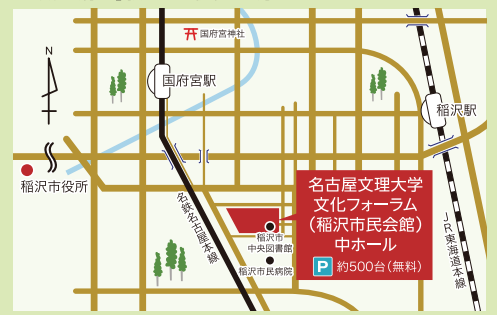 国府宮神社
N
国府宮駅
稲沢駅
稲沢市役所
名古屋文理大学
文化フォーラム
(稲沢市民会館)
中ホール
P 約500台(無料)
稲沢市
中央図書館
稲沢市民病院
名鉄名古屋本線
JR東海道本線